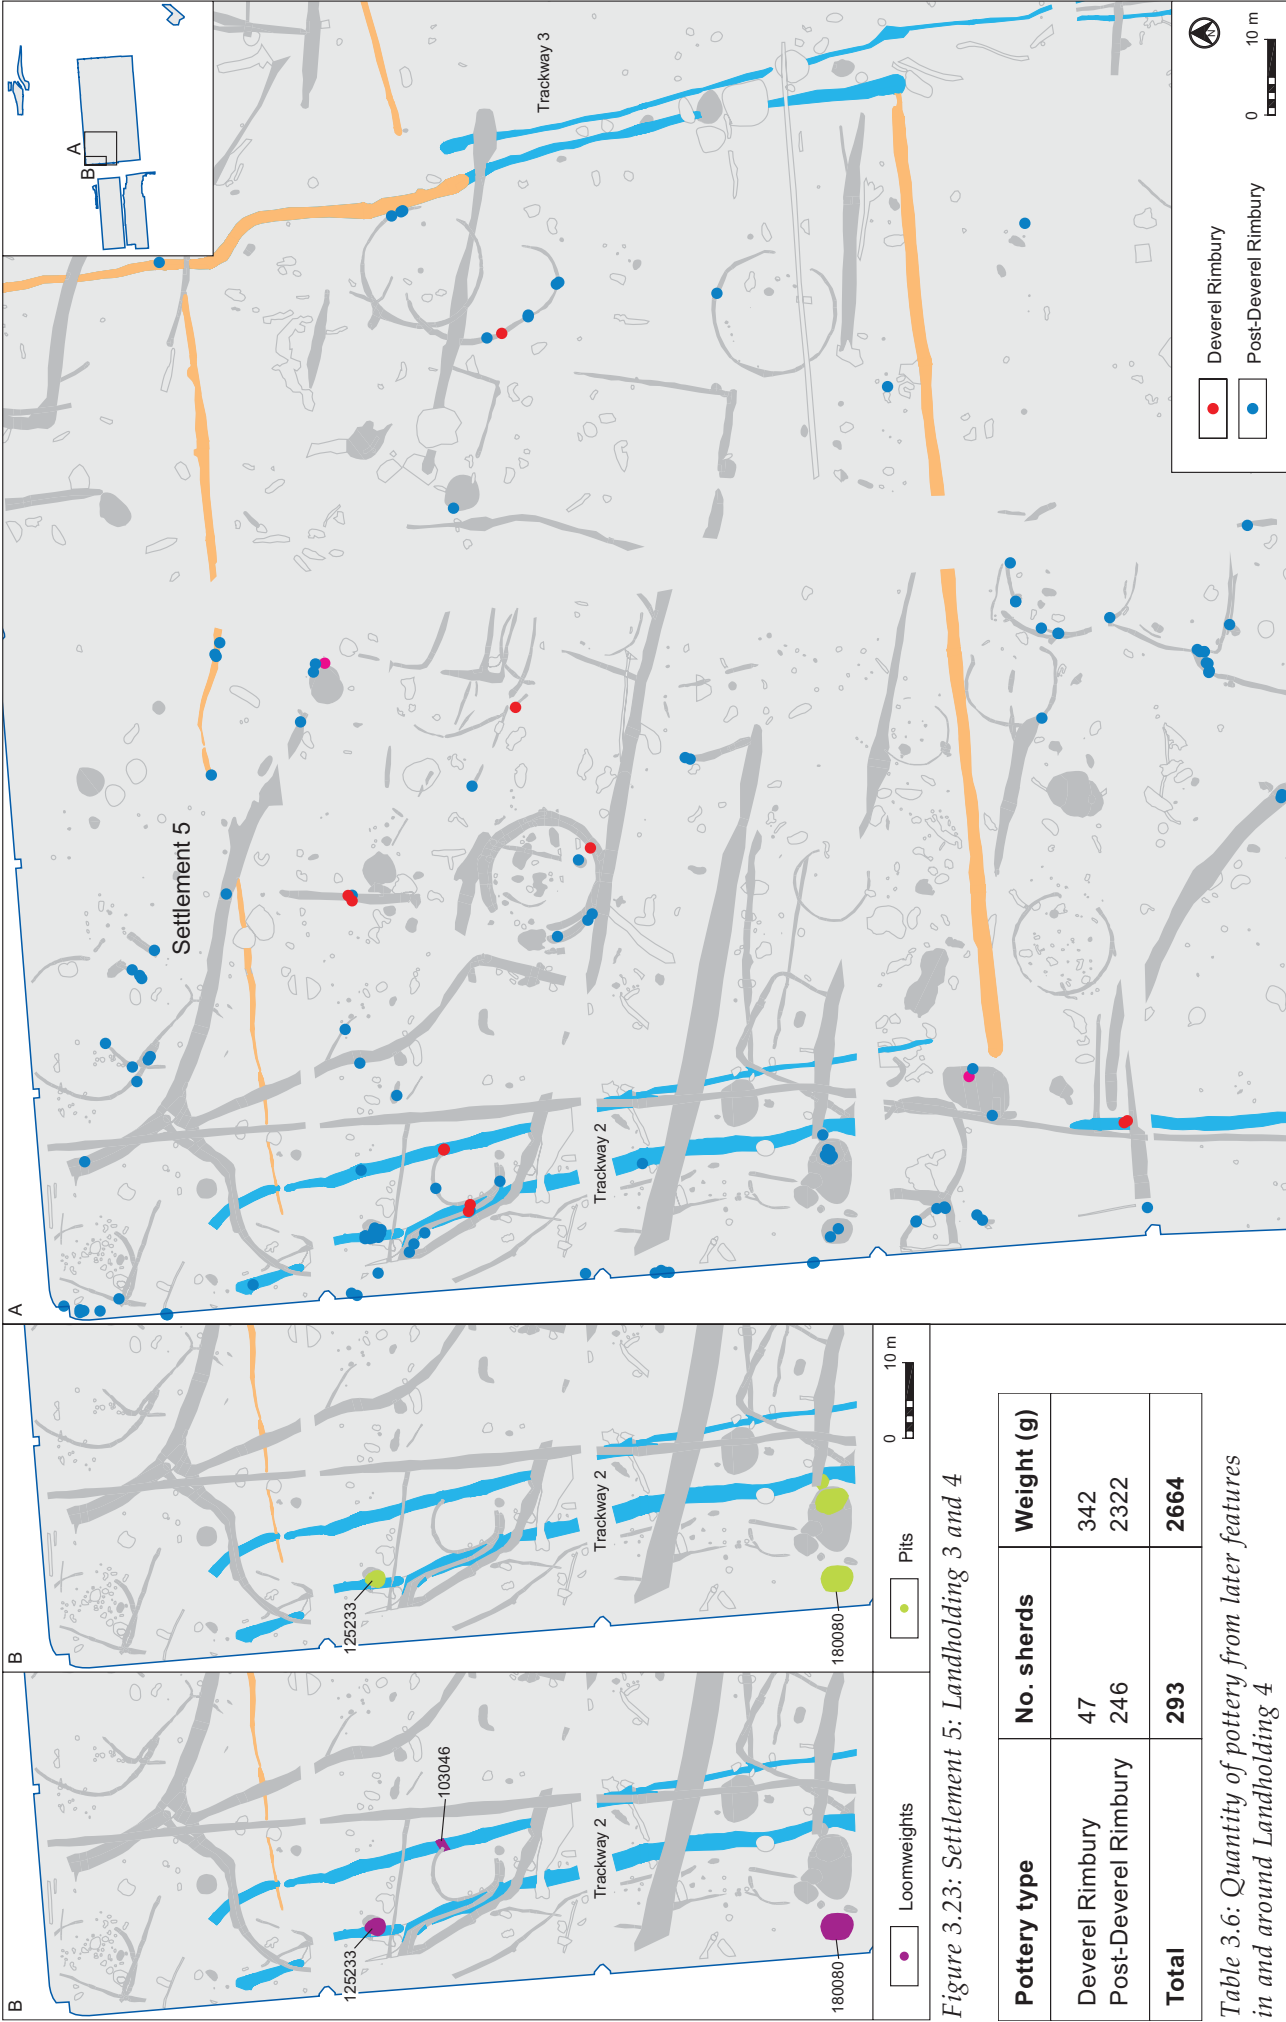 A
Settlement 5
Trackway 3
Trackway 2
A
B
N
0 10 m
Deverel Rimbury
Post-Deverel Rimbury
B
125233
103046
Trackway 2
180080
Loomweights
B
125233
Trackway 2
180080
Pits
0 10 m
Figure 3.23: Settlement 5: Landholding 3 and 4
Pottery type No. sherds Weight (g)
Deverel Rimbury 47 342
Post-Deverel Rimbury 246 2322
Total 293 2664
Table 3.6: Quantity of pottery from later features
in and around Landholding 4